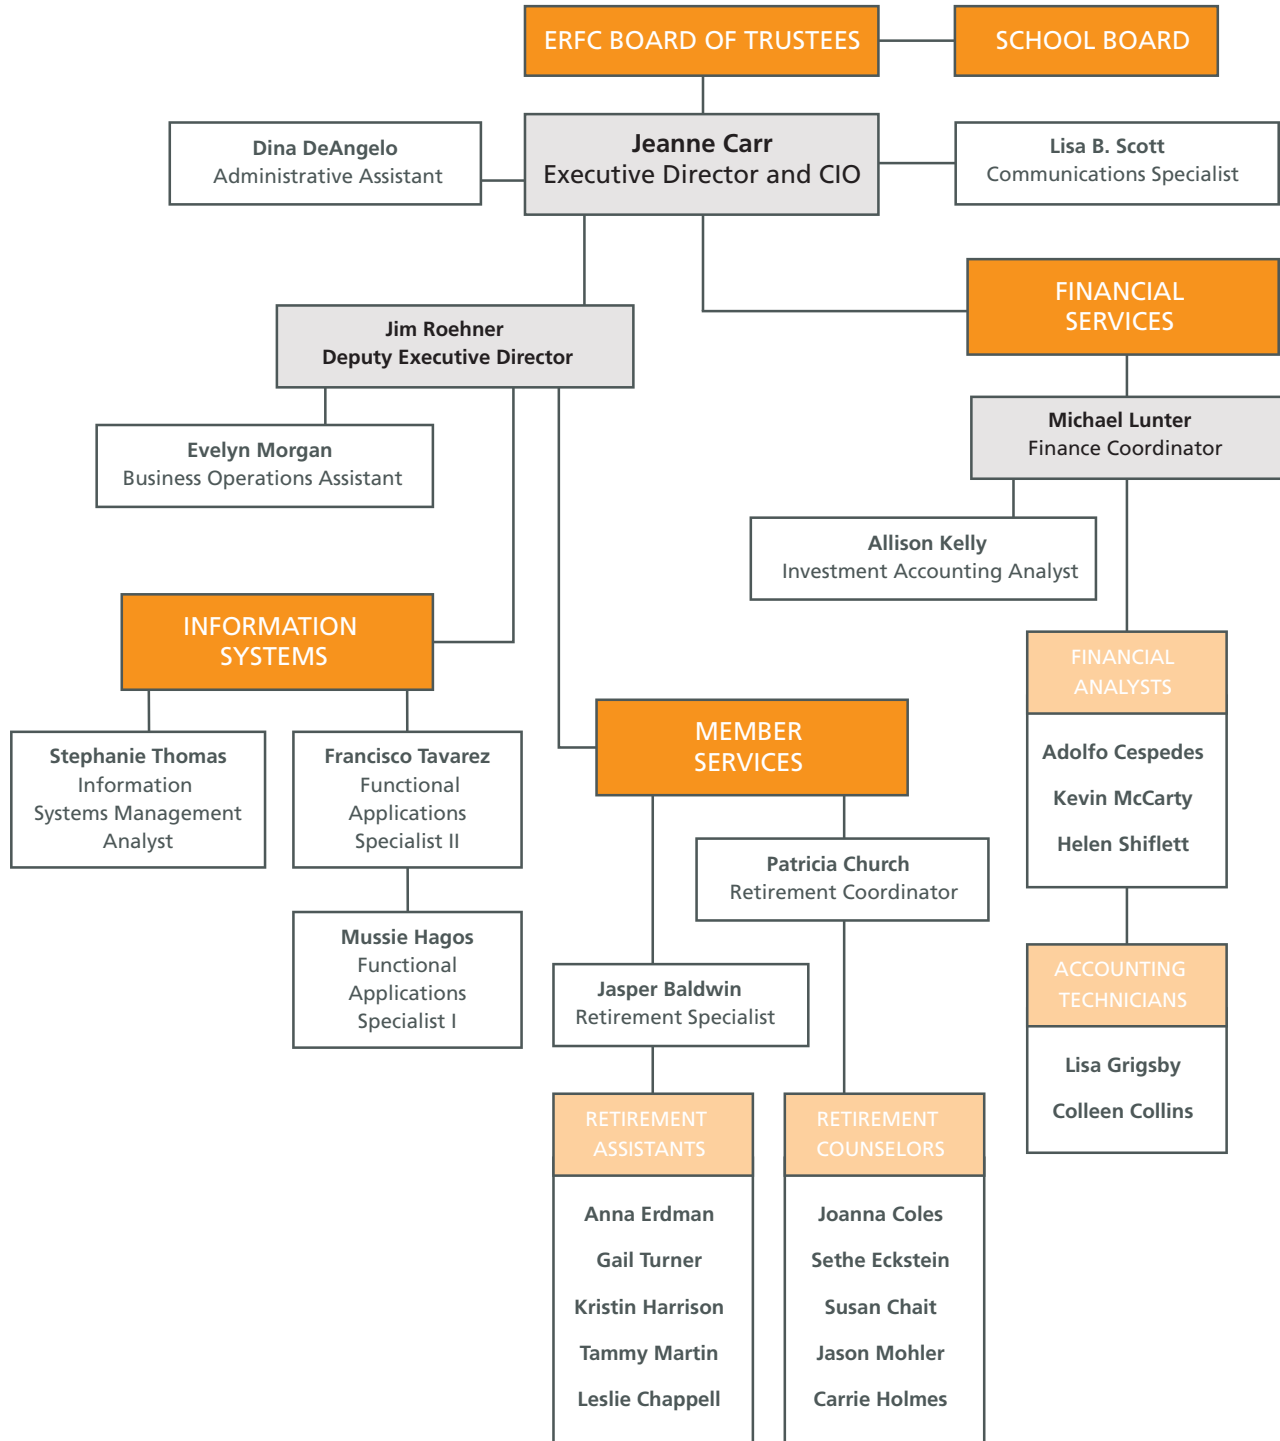 ERFC BOARD OF TRUSTEES
SCHOOL BOARD
Dina DeAngelo
Administrative Assistant
Jeanne Carr
Executive Director and CIO
Lisa B. Scott
Communications Specialist
FINANCIAL
SERVICES
Jim Roehner
Deputy Executive Director
Michael Lunter
Finance Coordinator
Evelyn Morgan
Business Operations Assistant
Allison Kelly
Investment Accounting Analyst
INFORMATION
SYSTEMS
FINANCIAL
ANALYSTS
Adolfo Cespedes
Kevin McCarty
Helen Shiflett
Stephanie Thomas
Information
Systems Management
Analyst
Francisco Tavarez
Functional
Applications
Specialist II
MEMBER
SERVICES
Patricia Church
Retirement Coordinator
Mussie Hagos
Functional
Applications
Specialist I
Jasper Baldwin
Retirement Specialist
ACCOUNTING
TECHNICIANS
Lisa Grigsby
Colleen Collins
RETIREMENT
ASSISTANTS
Anna Erdman
Gail Turner
Kristin Harrison
Tammy Martin
Leslie Chappell
RETIREMENT
COUNSELORS
Joanna Coles
Sethe Eckstein
Susan Chait
Jason Mohler
Carrie Holmes